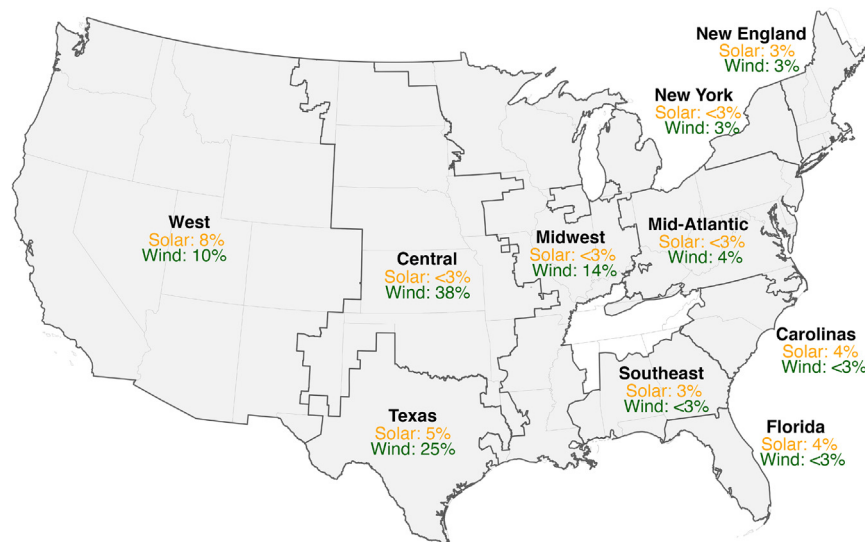 New England
Solar: 3%
Wind: 3%
New York
Solar: <3%
Wind: 3%
West
Solar: 8%
Wind: 10%
Central
Solar: <3%
Wind: 38%
Midwest
Solar: <3%
Wind: 14%
Mid-Atlantic
Solar: <3%
Wind: 4%
Carolinas
Solar: 4%
Wind: <3%
Southeast
Solar: 3%
Wind: <3%
Texas
Solar: 5%
Wind: 25%
Florida
Solar: 4%
Wind: <3%